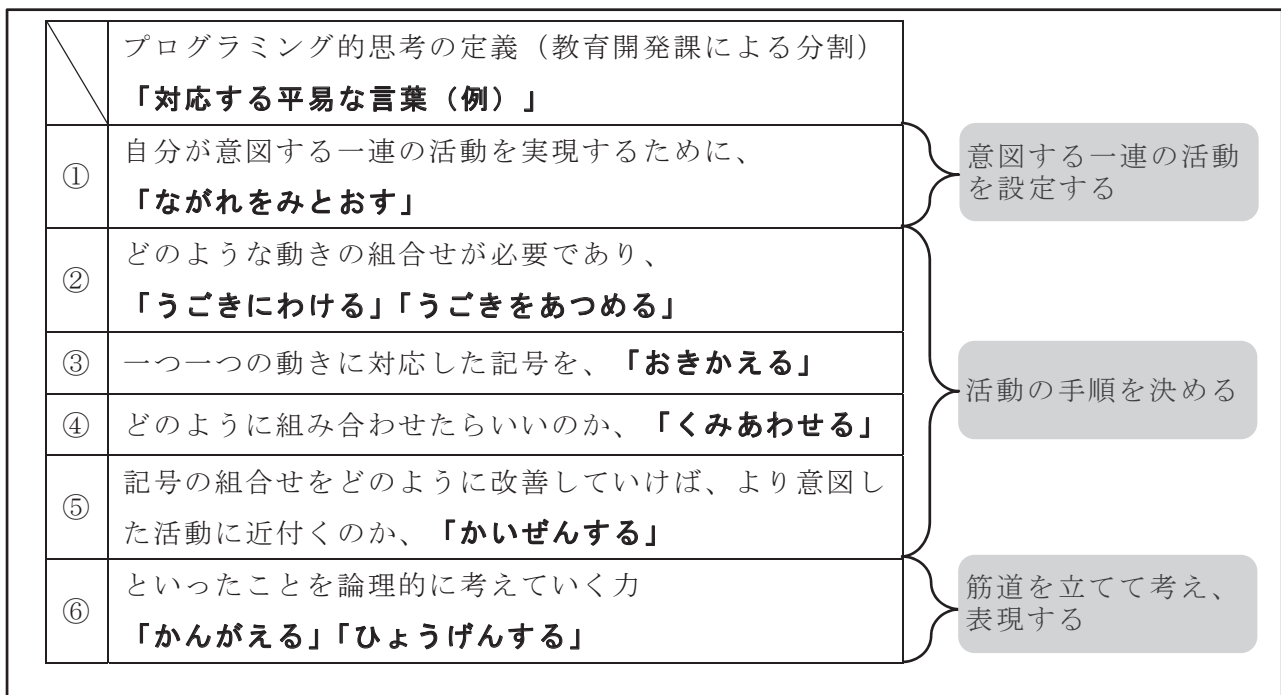 プログラミング的思考の定義（教育開発課による分割）
「対応する平易な言葉（例）」
①
自分が意図する一連の活動を実現するために、
「ながれをみとおす」
意図する一連の活動
を設定する
②
どのような動きの組合せが必要であり、
「うごきにわける」「うごきをあつめる」
③
一つ一つの動きに対応した記号を、「おきかえる」
④
どのように組み合わせたらいいのか、「くみあわせる」
⑤
記号の組合せをどのように改善していけば、より意図し
た活動に近付くのか、「かいぜんする」
活動の手順を決める
⑥
といったことを論理的に考えていく力
「かんがえる」「ひょうげんする」
筋道を立てて考え、
表現する